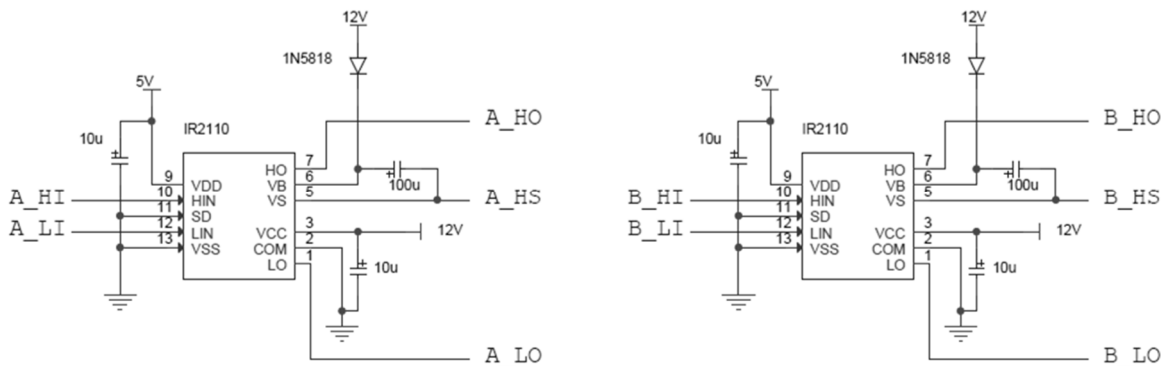 12V
1N5818
5V
10u
IR2110
A_HO
HO
7
VB
6
VS
5
100u
A_HS
9
VDD
A_HI
10
HIN
11
SD
A_LI
12
LIN
13
VSS
VCC
3
12V
COM
2
LO
1
10u
A_LO
12V
1N5818
5V
10u
IR2110
B_HO
HO
7
VB
6
VS
5
100u
B_HS
9
VDD
B_HI
10
HIN
11
SD
B_LI
12
LIN
13
VSS
VCC
3
12V
COM
2
LO
1
10u
B_LO